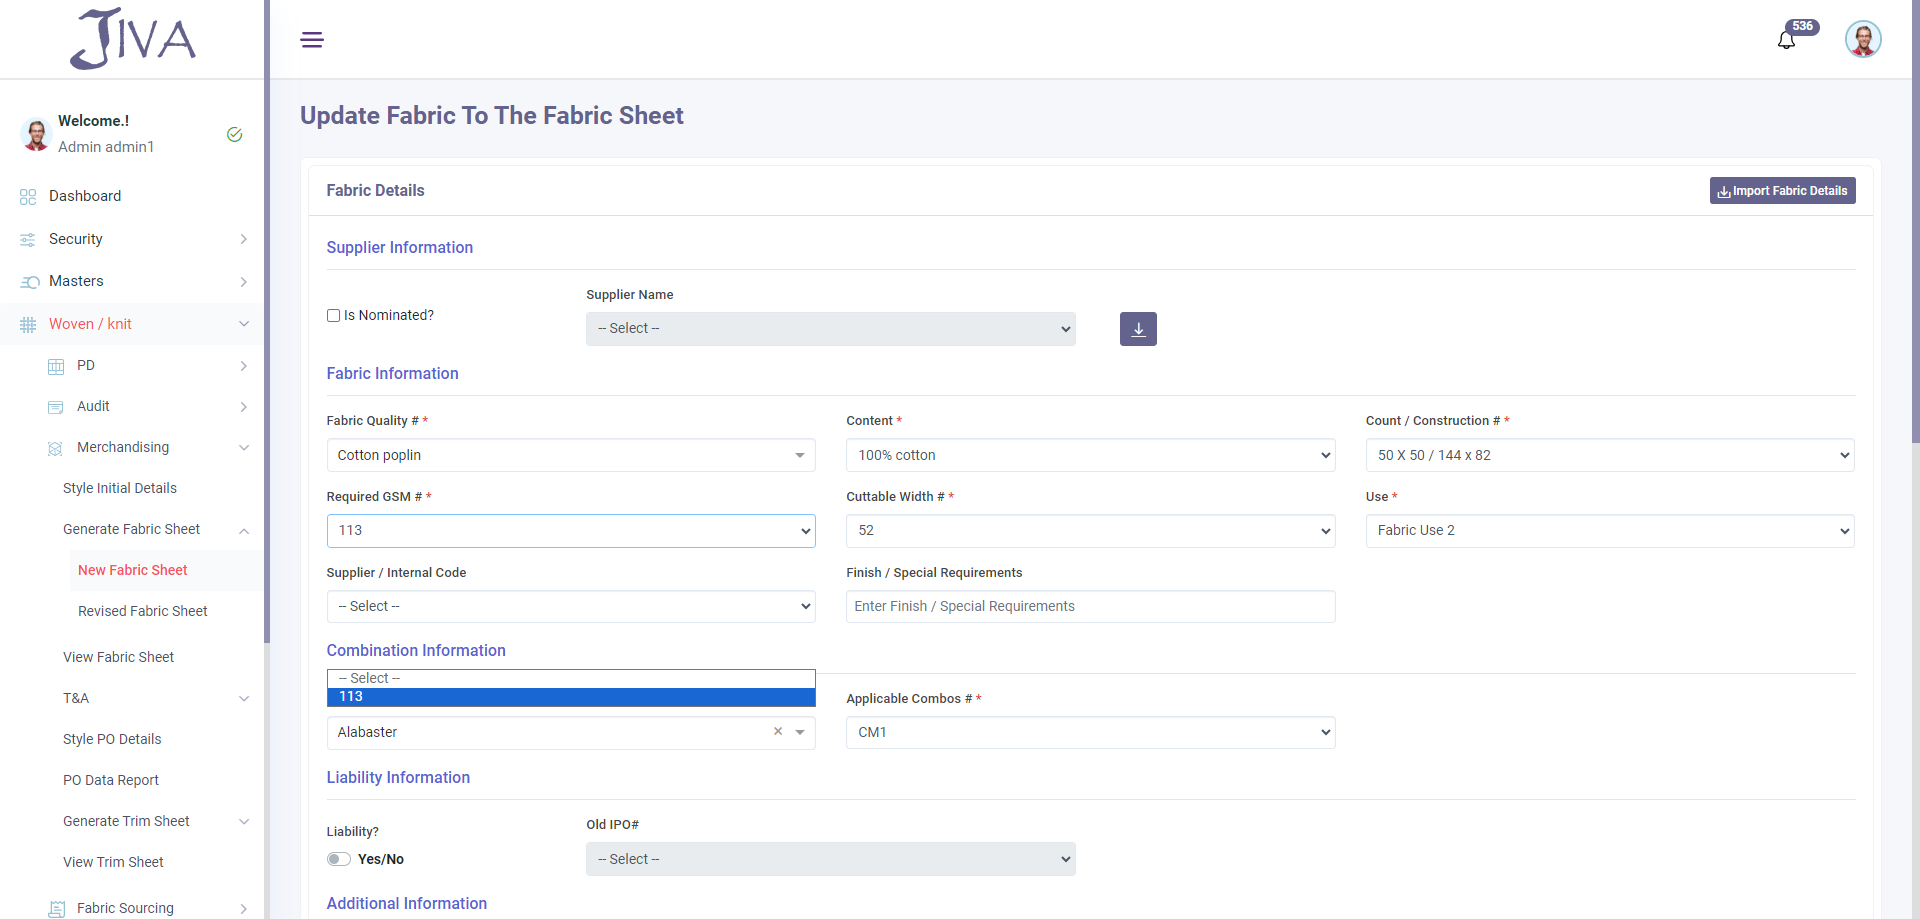 JIVA
536
Welcome.!
Admin admin1
Dashboard
Security
Masters
Woven / knit
PD
Audit
Merchandising
Style Initial Details
Generate Fabric Sheet
New Fabric Sheet
Revised Fabric Sheet
View Fabric Sheet
T&A
Style PO Details
PO Data Report
Generate Trim Sheet
View Trim Sheet
Fabric Sourcing
Update Fabric To The Fabric Sheet
Fabric Details
Import Fabric Details
Supplier Information
Is Nominated?
Supplier Name
-- Select --
Fabric Information
Fabric Quality # *
Content *
Count / Construction # *
Cotton poplin
100% cotton
50 X 50 / 144 x 82
Required GSM # *
Cuttable Width # *
Use *
113
52
Fabric Use 2
Supplier / Internal Code
Finish / Special Requirements
-- Select --
Enter Finish / Special Requirements
Combination Information
-- Select --
113
Applicable Combos # *
Alabaster
CM1
Liability Information
Liability?
Old IPO#
Yes/No
-- Select --
Additional Information